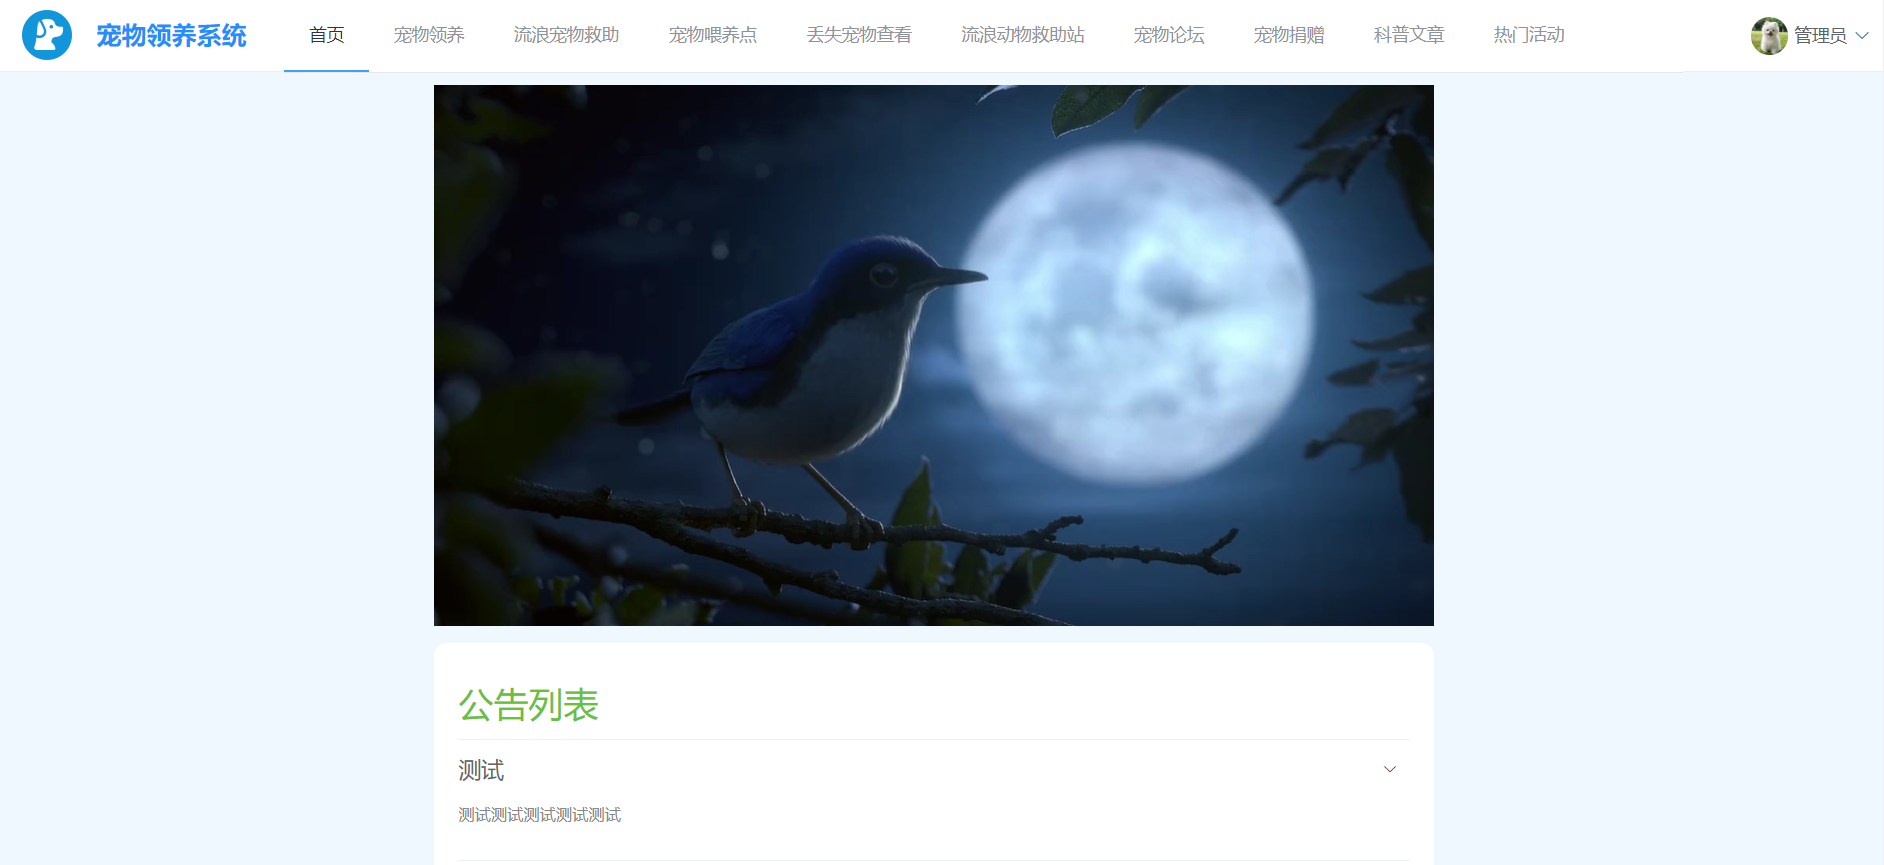 宠物领养系统
首页
宠物领养
流浪宠物救助
宠物喂养点
丢失宠物查看
流浪动物救助站
宠物论坛
宠物捐赠
科普文章
热门活动
管理员
公告列表
测试
测试测试测试测试测试